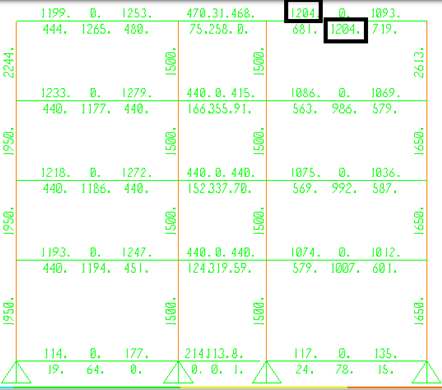 1199. 0. 1253. 470.31.468. 1204. 0. 1093.
444. 1265. 480. 75.258.0. 681. 1204. 719.
2244. 1500. 1500. 2613.
1233. 0. 1279. 440.0.415. 1086. 0. 1069.
440. 1177. 440. 166.355.91. 563. 986. 579.
1950. 1500. 1500. 1650.
1218. 0. 1272. 440.0.440. 1075. 0. 1036.
440. 1186. 440. 152.337.70. 569. 992. 587.
1950. 1500. 1500. 1650.
1193. 0. 1247. 440.0.440. 1074. 0. 1012.
440. 1194. 451. 124.319.59. 579. 1007. 601.
1950. 1500. 1500. 1650.
114. 0. 177. 214.113.8. 117. 0. 135.
19. 64. 0. 0. 0. 1. 24. 78. 15.